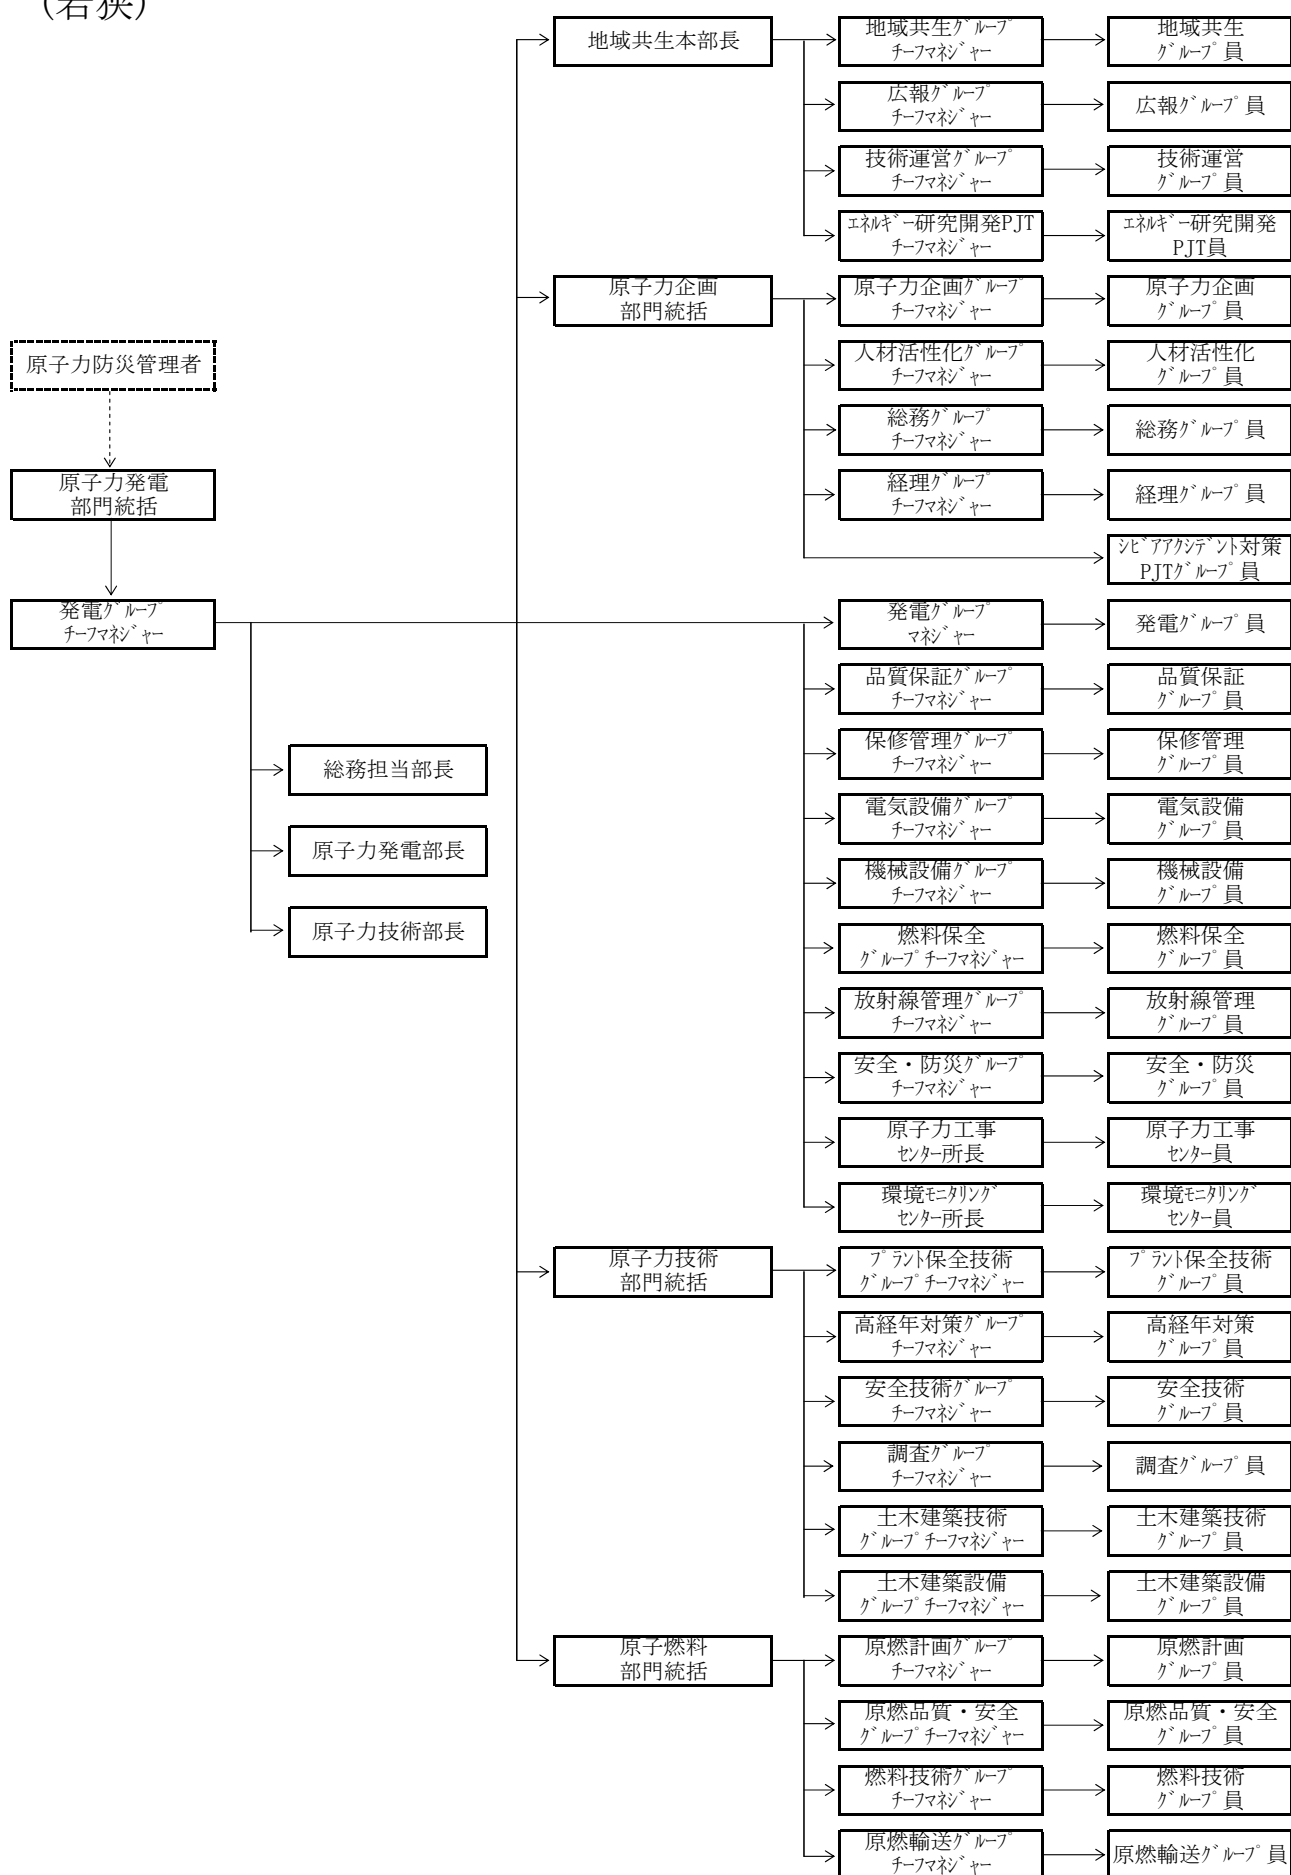 (若狭)
地域共生本部長
地域共生ｸﾞﾙｰﾌﾟ
ﾁｰﾌﾏﾈｼﾞｬｰ
地域共生
ｸﾞﾙｰﾌﾟ員
広報ｸﾞﾙｰﾌﾟ
ﾁｰﾌﾏﾈｼﾞｬｰ
広報ｸﾞﾙｰﾌﾟ員
技術運営ｸﾞﾙｰﾌﾟ
ﾁｰﾌﾏﾈｼﾞｬｰ
技術運営
ｸﾞﾙｰﾌﾟ員
ｴﾈﾙｷﾞｰ研究開発PJT
ﾁｰﾌﾏﾈｼﾞｬｰ
ｴﾈﾙｷﾞｰ研究開発
PJT員
原子力企画
部門統括
原子力企画ｸﾞﾙｰﾌﾟ
ﾁｰﾌﾏﾈｼﾞｬｰ
原子力企画
ｸﾞﾙｰﾌﾟ員
原子力防災管理者
人材活性化ｸﾞﾙｰﾌﾟ
ﾁｰﾌﾏﾈｼﾞｬｰ
人材活性化
ｸﾞﾙｰﾌﾟ員
総務ｸﾞﾙｰﾌﾟ
ﾁｰﾌﾏﾈｼﾞｬｰ
総務ｸﾞﾙｰﾌﾟ員
原子力発電
部門統括
経理ｸﾞﾙｰﾌﾟ
ﾁｰﾌﾏﾈｼﾞｬｰ
経理ｸﾞﾙｰﾌﾟ員
ｼﾋﾞｱｱｸｼﾃﾞﾝﾄ対策
PJTｸﾞﾙｰﾌﾟ員
発電ｸﾞﾙｰﾌﾟ
ﾁｰﾌﾏﾈｼﾞｬｰ
発電ｸﾞﾙｰﾌﾟ
ﾏﾈｼﾞｬｰ
発電ｸﾞﾙｰﾌﾟ員
品質保証ｸﾞﾙｰﾌﾟ
ﾁｰﾌﾏﾈｼﾞｬｰ
品質保証
ｸﾞﾙｰﾌﾟ員
総務担当部長
保修管理ｸﾞﾙｰﾌﾟ
ﾁｰﾌﾏﾈｼﾞｬｰ
保修管理
ｸﾞﾙｰﾌﾟ員
電気設備ｸﾞﾙｰﾌﾟ
ﾁｰﾌﾏﾈｼﾞｬｰ
電気設備
ｸﾞﾙｰﾌﾟ員
原子力発電部長
機械設備ｸﾞﾙｰﾌﾟ
ﾁｰﾌﾏﾈｼﾞｬｰ
機械設備
ｸﾞﾙｰﾌﾟ員
原子力技術部長
燃料保全
ｸﾞﾙｰﾌﾟﾁｰﾌﾏﾈｼﾞｬｰ
燃料保全
ｸﾞﾙｰﾌﾟ員
放射線管理ｸﾞﾙｰﾌﾟ
ﾁｰﾌﾏﾈｼﾞｬｰ
放射線管理
ｸﾞﾙｰﾌﾟ員
安全・防災ｸﾞﾙｰﾌﾟ
ﾁｰﾌﾏﾈｼﾞｬｰ
安全・防災
ｸﾞﾙｰﾌﾟ員
原子力工事
ｾﾝﾀｰ所長
原子力工事
ｾﾝﾀｰ員
環境ﾓﾆﾀﾘﾝｸﾞ
ｾﾝﾀｰ所長
環境ﾓﾆﾀﾘﾝｸﾞ
ｾﾝﾀｰ員
原子力技術
部門統括
ﾌﾟﾗﾝﾄ保全技術
ｸﾞﾙｰﾌﾟﾁｰﾌﾏﾈｼﾞｬｰ
ﾌﾟﾗﾝﾄ保全技術
ｸﾞﾙｰﾌﾟ員
高経年対策ｸﾞﾙｰﾌﾟ
ﾁｰﾌﾏﾈｼﾞｬｰ
高経年対策
ｸﾞﾙｰﾌﾟ員
安全技術ｸﾞﾙｰﾌﾟ
ﾁｰﾌﾏﾈｼﾞｬｰ
安全技術
ｸﾞﾙｰﾌﾟ員
調査ｸﾞﾙｰﾌﾟ
ﾁｰﾌﾏﾈｼﾞｬｰ
調査ｸﾞﾙｰﾌﾟ員
土木建築技術
ｸﾞﾙｰﾌﾟﾁｰﾌﾏﾈｼﾞｬｰ
土木建築技術
ｸﾞﾙｰﾌﾟ員
土木建築設備
ｸﾞﾙｰﾌﾟﾁｰﾌﾏﾈｼﾞｬｰ
土木建築設備
ｸﾞﾙｰﾌﾟ員
原子燃料
部門統括
原燃計画ｸﾞﾙｰﾌﾟ
ﾁｰﾌﾏﾈｼﾞｬｰ
原燃計画
ｸﾞﾙｰﾌﾟ員
原燃品質・安全
ｸﾞﾙｰﾌﾟﾁｰﾌﾏﾈｼﾞｬｰ
原燃品質・安全
ｸﾞﾙｰﾌﾟ員
燃料技術ｸﾞﾙｰﾌﾟ
ﾁｰﾌﾏﾈｼﾞｬｰ
燃料技術
ｸﾞﾙｰﾌﾟ員
原燃輸送ｸﾞﾙｰﾌﾟ
ﾁｰﾌﾏﾈｼﾞｬｰ
原燃輸送ｸﾞﾙｰﾌﾟ員